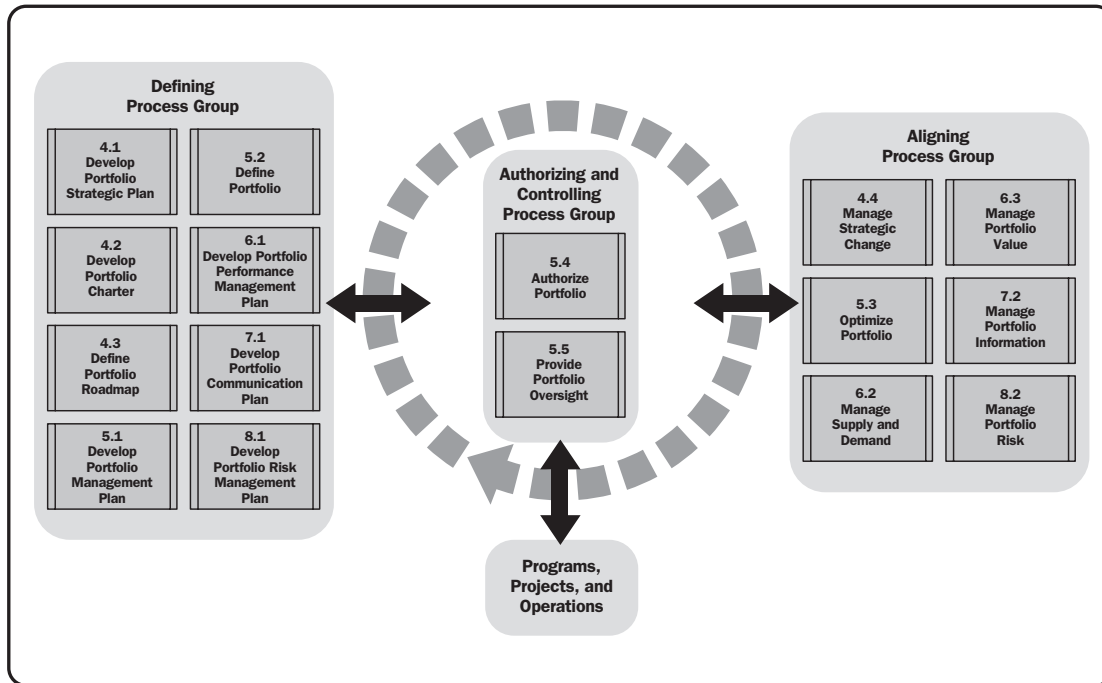 Defining
Process Group
4.1
Develop
Portfolio
Strategic Plan
5.2
Define
Portfolio
4.2
Develop
Portfolio
Charter
6.1
Develop Portfolio
Performance
Management
Plan
4.3
Define
Portfolio
Roadmap
7.1
Develop
Portfolio
Communication
Plan
5.1
Develop
Portfolio
Management
Plan
8.1
Develop
Portfolio Risk
Management
Plan
Authorizing and
Controlling
Process Group
5.4
Authorize
Portfolio
5.5
Provide
Portfolio
Oversight
Programs,
Projects, and
Operations
Aligning
Process Group
4.4
Manage
Strategic
Change
6.3
Manage
Portfolio
Value
5.3
Optimize
Portfolio
7.2
Manage
Portfolio
Information
6.2
Manage
Supply and
Demand
8.2
Manage
Portfolio
Risk